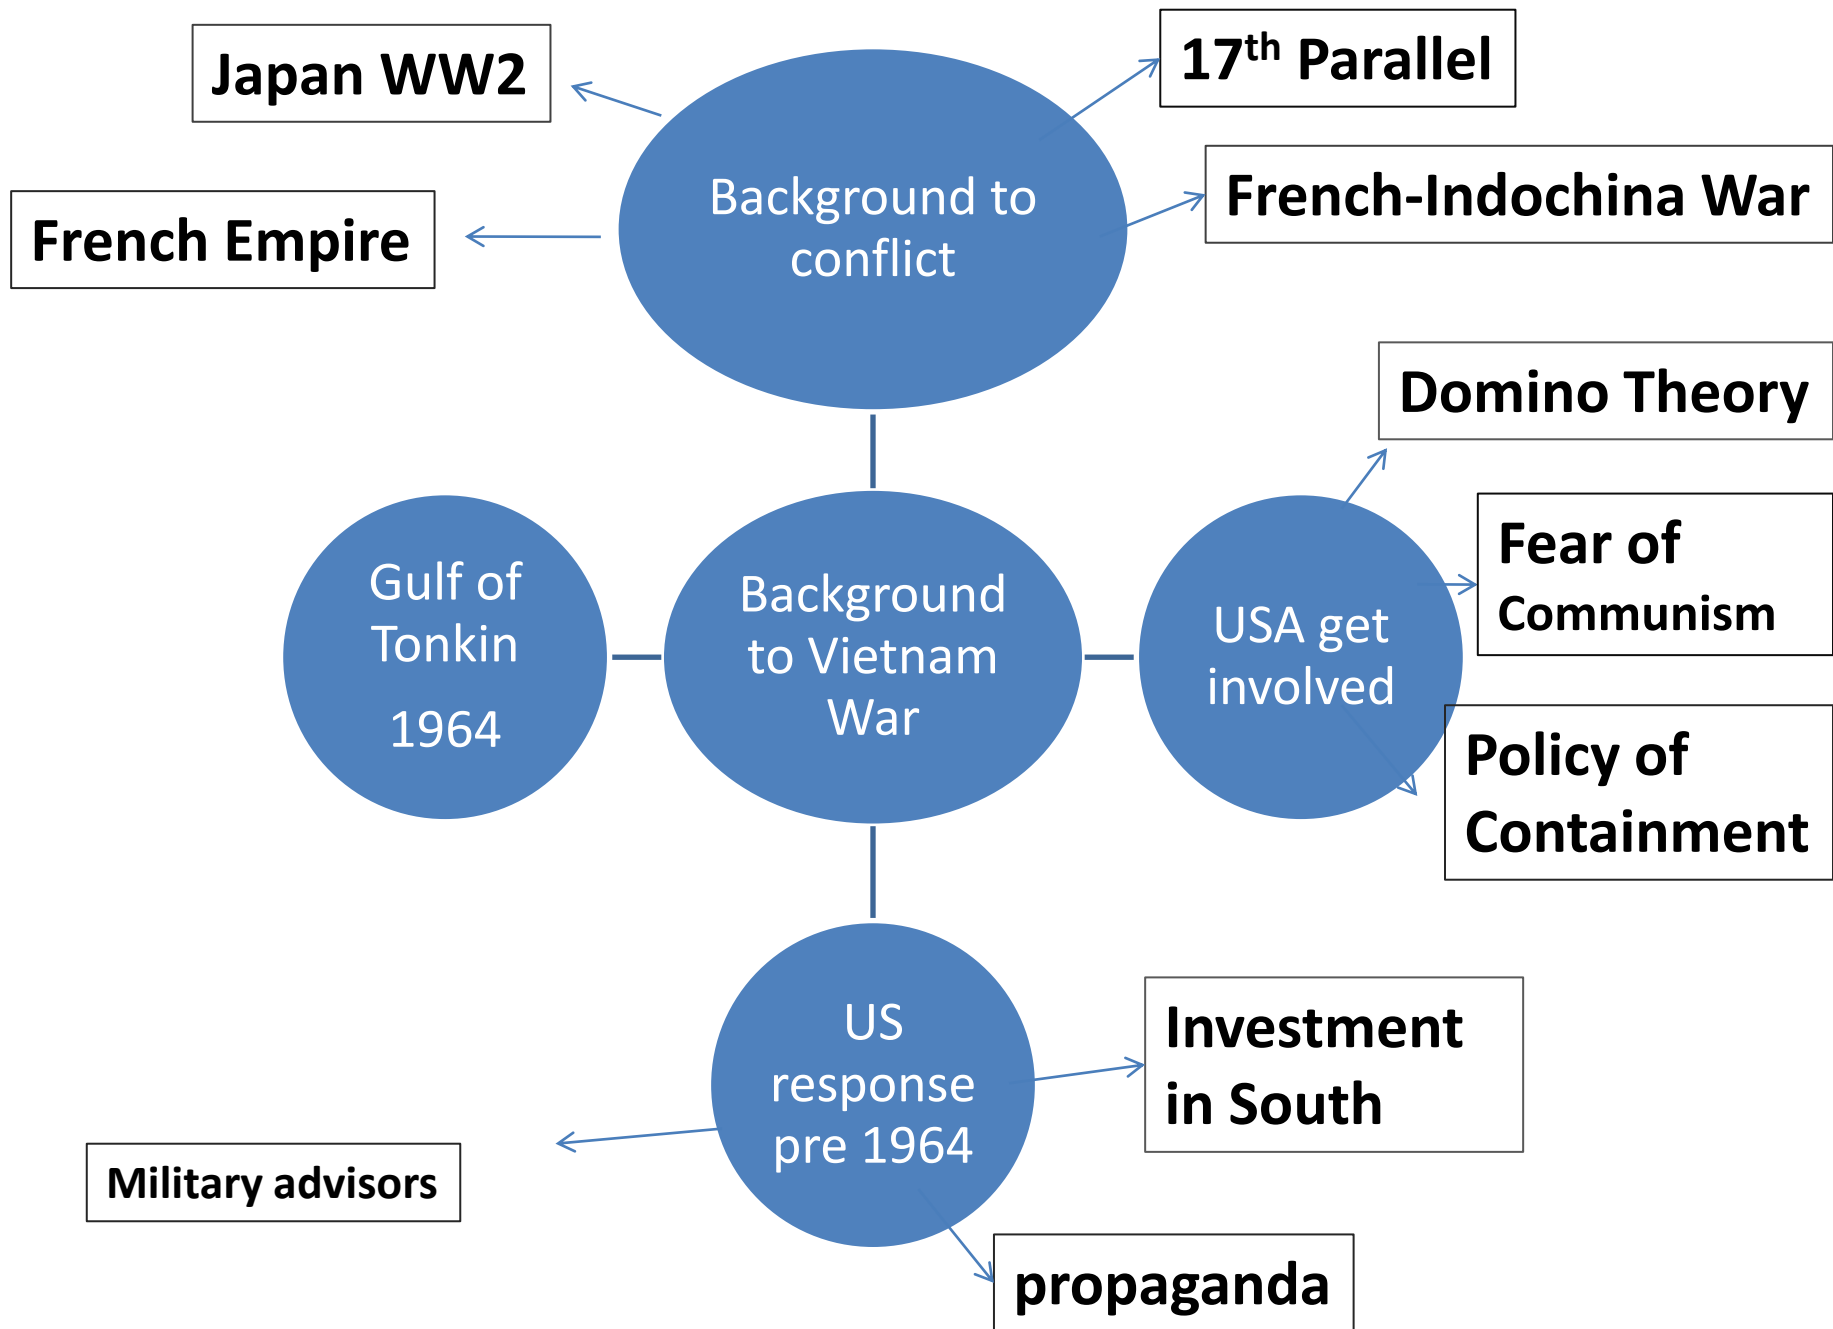 Japan WW2
17th Parallel
French Empire
Background to
conflict
French-Indochina War
Domino Theory
Gulf of
Tonkin
1964
Background
to Vietnam
War
USA get
involved
Fear of
Communism
Policy of
Containment
US
response
pre 1964
Investment
in South
Military advisors
propaganda